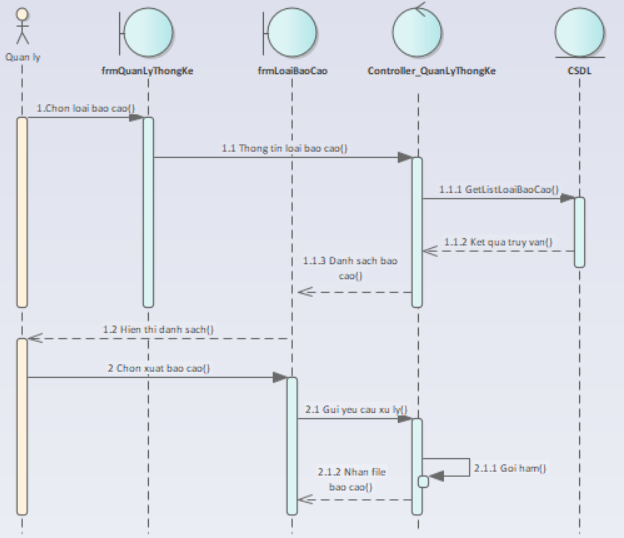 Quan ly
frmQuanLyThongKe
frmLoaiBaoCao
Controller_QuanLyThongKe
CSDL
1.Chon loai bao cao()
1.1 Thong tin loai bao cao()
1.1.1 GetListLoaiBaoCao()
1.1.2 Ket qua truy van()
1.1.3 Danh sach bao
cao()
1.2 Hien thi danh sach()
2 Chon xuat bao cao()
2.1 Gui yeu cau xu ly()
2.1.1 Goi ham()
2.1.2 Nhan file
bao cao()